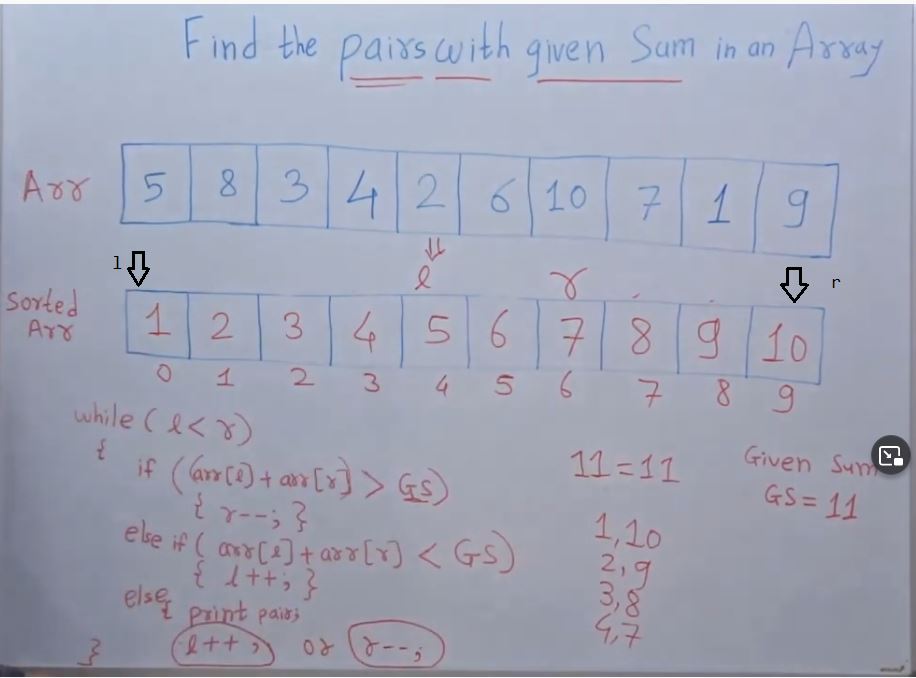 Find the pairs with given Sum in an Array
Arr 5 8 3 4 2 6 10 7 1 9
l r
l r
Sorted Arr 1 2 3 4 5 6 7 8 9 10
0 1 2 3 4 5 6 7 8 9
while (l<r)
{
if ((arr[l]+arr[r]) > GS)
{ r--; }
else if ( arr[l]+arr[r] < GS)
{ l++; }
else
{ print pair;
l++; or r--;
}
11=11
1,10
2,9
3,8
4,7
Given Sum
GS=11